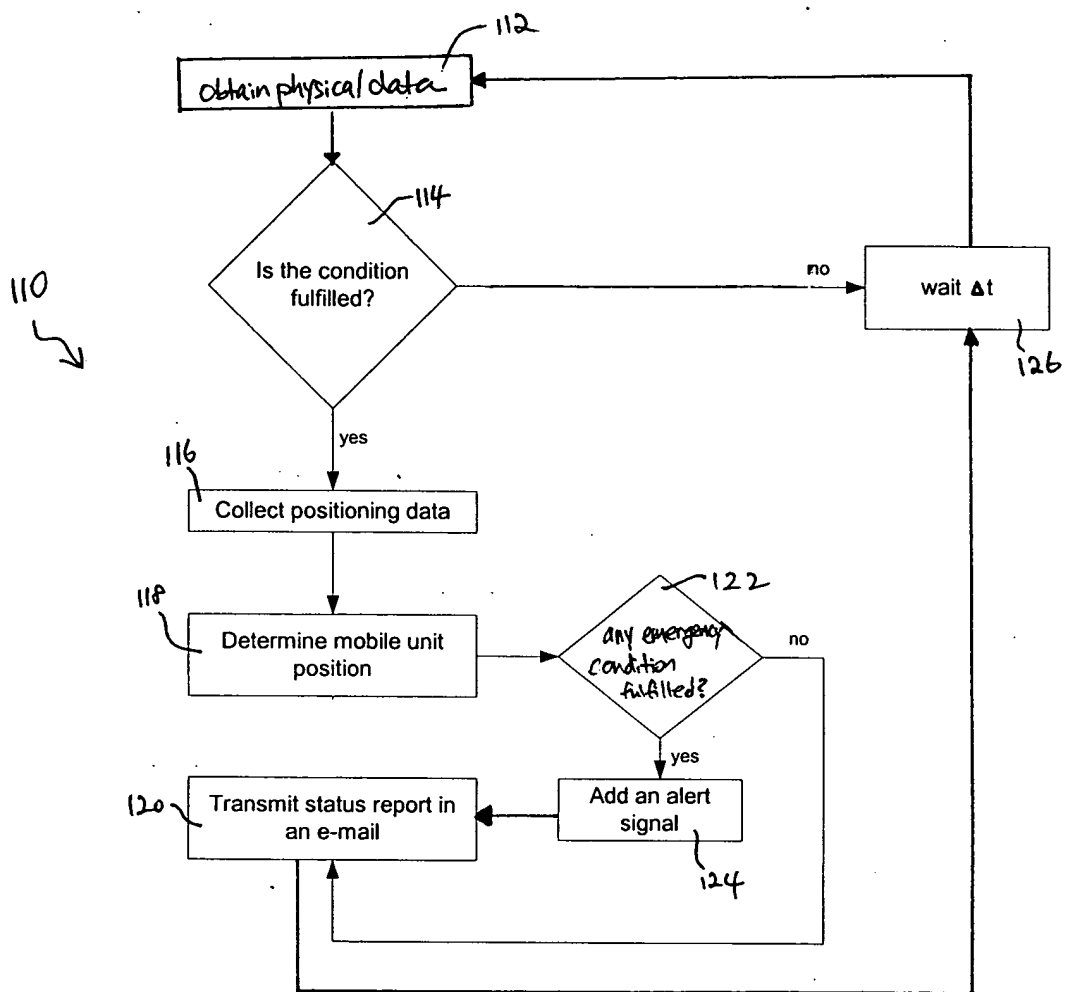 112
obtain physical data
114
Is the condition
fulfilled?
no
wait Δt
126
110
yes
116
Collect positioning data
118
Determine mobile unit
position
122
any emergency
condition
fulfilled?
no
yes
120
Transmit status report in
an e-mail
Add an alert
signal
124